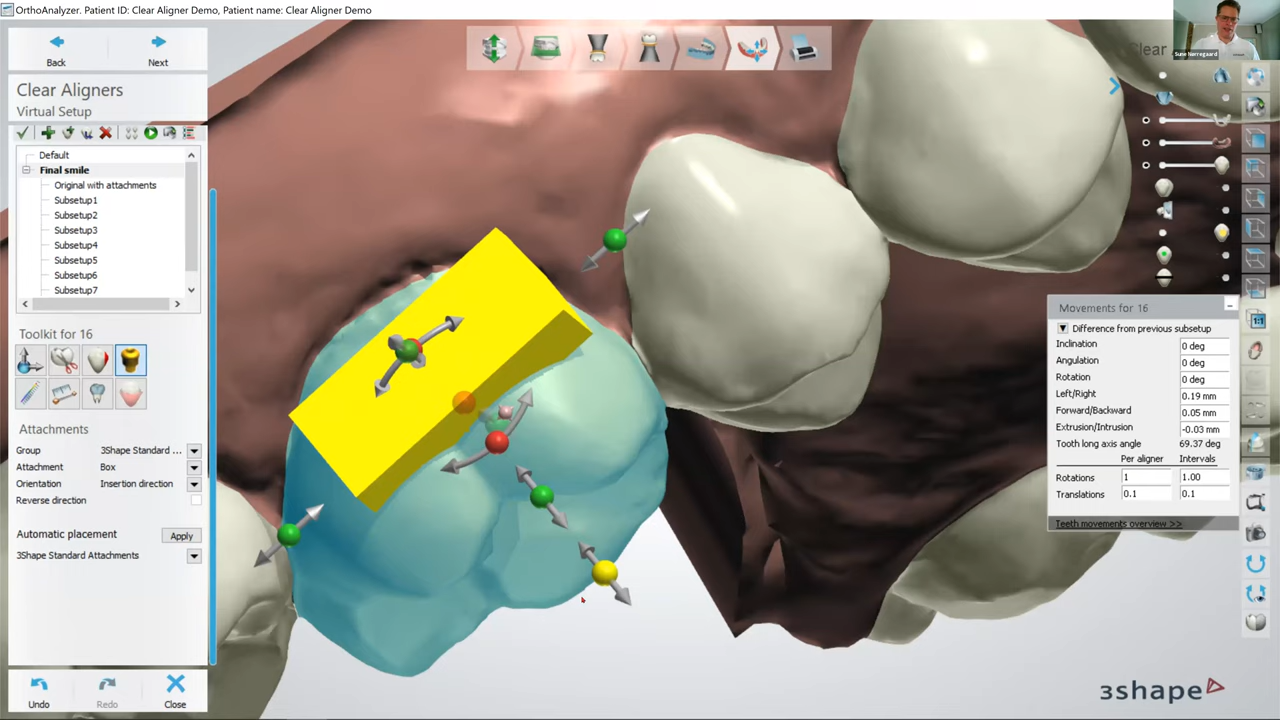 OrthoAnalyzer. Patient ID: Clear Aligner Demo, Patient name: Clear Aligner Demo
Back
Next
Clear
Sune Nørregaard
Clear Aligners
Virtual Setup
Default
Final smile
Original with attachments
Subsetup1
Subsetup2
Subsetup3
Subsetup4
Subsetup5
Subsetup6
Subsetup7
Toolkit for 16
Attachments
Group 3Shape Standard ...
Attachment Box
Orientation Insertion direction
Reverse direction
Automatic placement Apply
3Shape Standard Attachments
Undo
Redo
Close
Movements for 16
Difference from previous subsetup
Inclination 0 deg
Angulation 0 deg
Rotation 0 deg
Left/Right 0.19 mm
Forward/Backward 0.05 mm
Extrusion/Intrusion -0.03 mm
Tooth long axis angle 69.37 deg
Per aligner Intervals
Rotations 1 1.00
Translations 0.1 0.1
Teeth movements overview >>
1:1
3shape